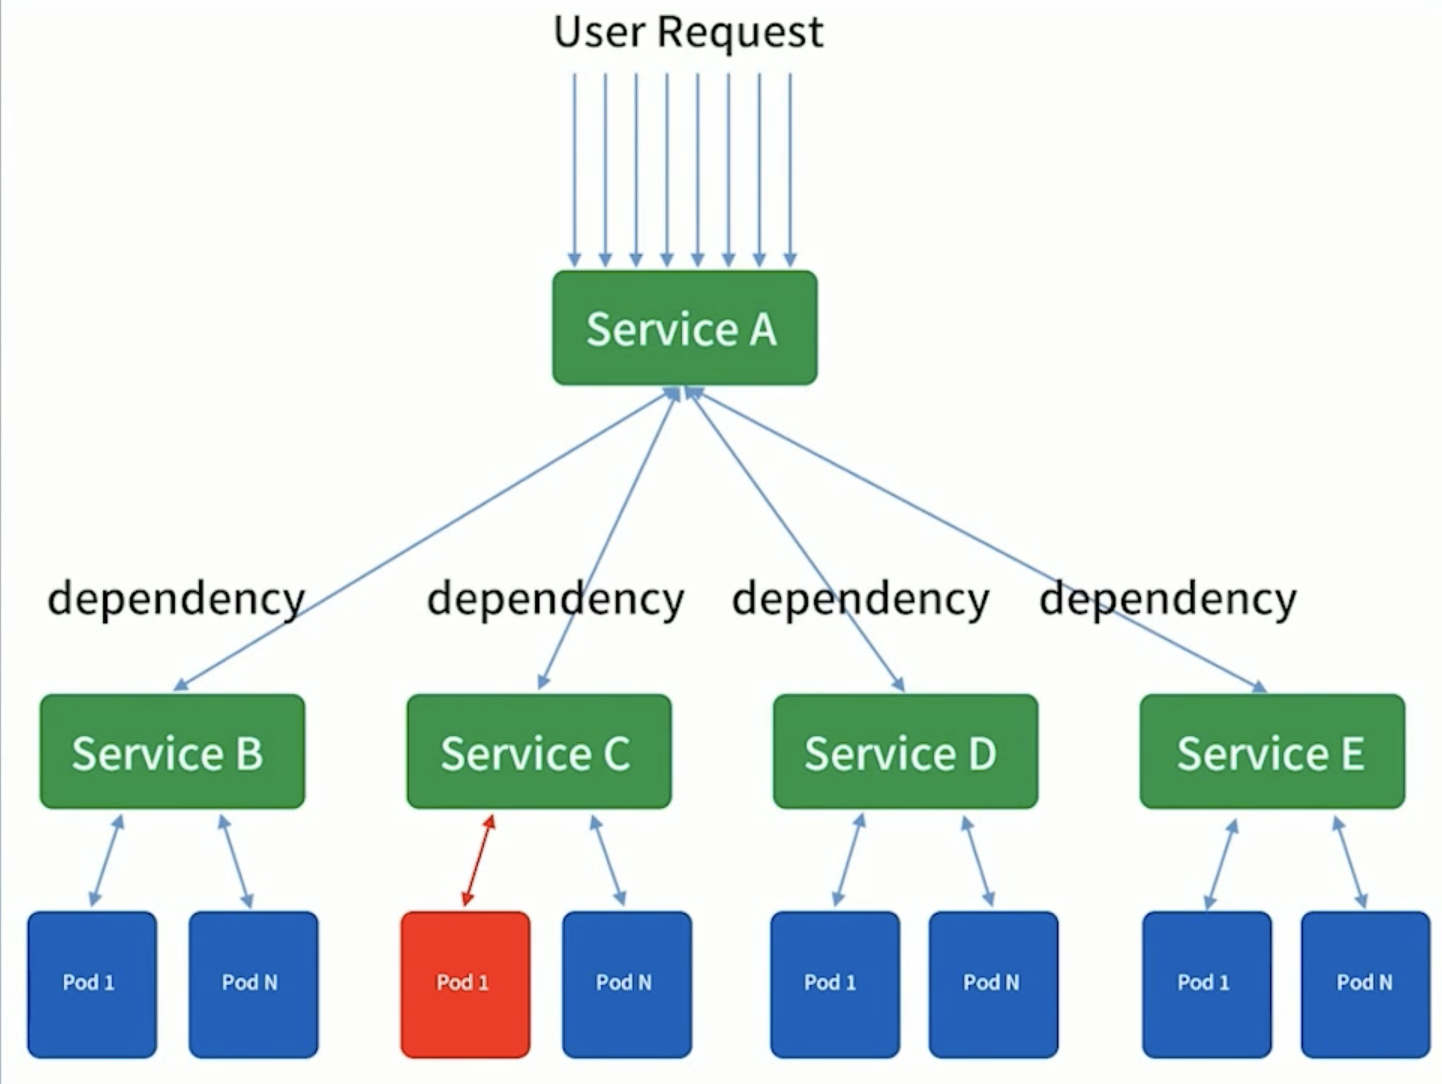 User Request
Service A
dependency
dependency
dependency
dependency
Service B
Service C
Service D
Service E
Pod 1
Pod N
Pod 1
Pod N
Pod 1
Pod N
Pod 1
Pod N